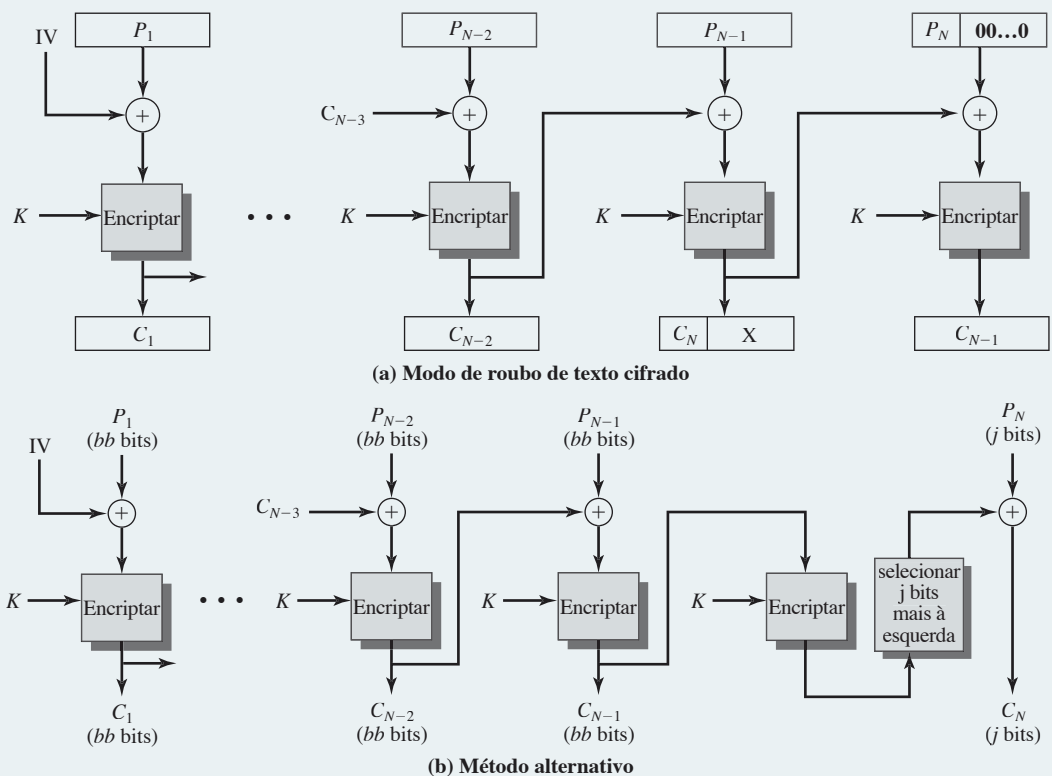 IV
P1
PN−2
PN−1
PN 00…0
+
CN−3
+
+
+
K
Encriptar
• • •
K
Encriptar
K
Encriptar
K
Encriptar
C1
CN−2
CN X
CN−1
(a) Modo de roubo de texto cifrado
P1
(bb bits)
PN−2
(bb bits)
PN−1
(bb bits)
PN
(j bits)
IV
+
CN−3
+
+
+
K
Encriptar
• • •
K
Encriptar
K
Encriptar
K
Encriptar
selecionar
j bits
mais à
esquerda
C1
(bb bits)
CN−2
(bb bits)
CN−1
(bb bits)
CN
(j bits)
(b) Método alternativo